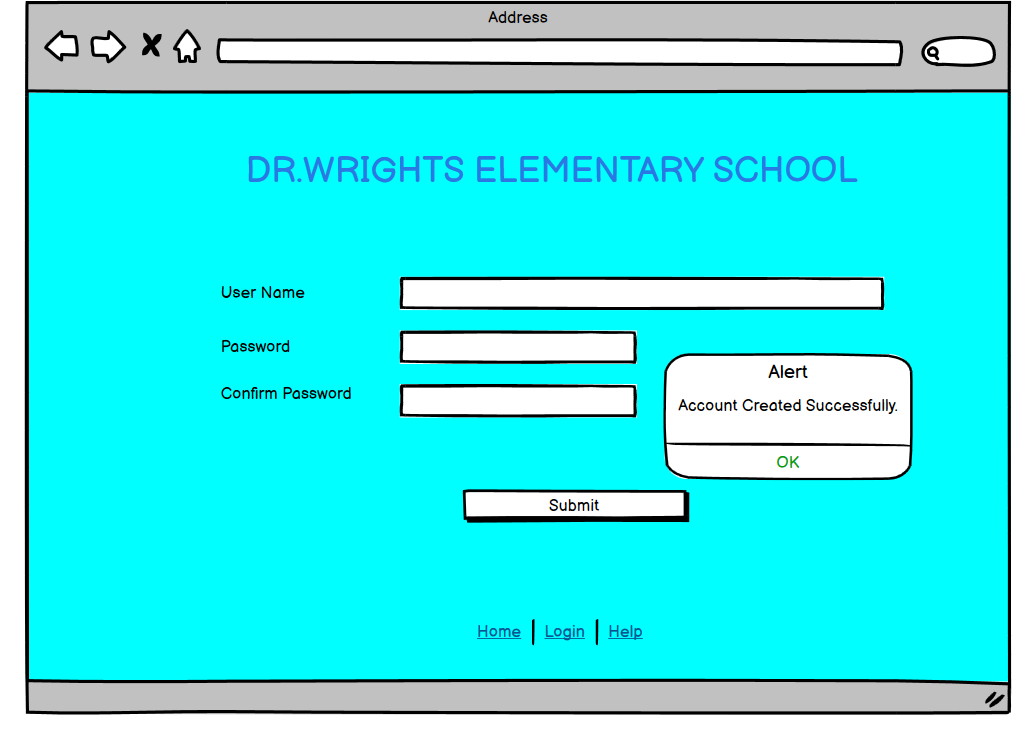 Address
DR.WRIGHTS ELEMENTARY SCHOOL
User Name
Password
Confirm Password
Alert
Account Created Successfully.
OK
Submit
Home Login Help